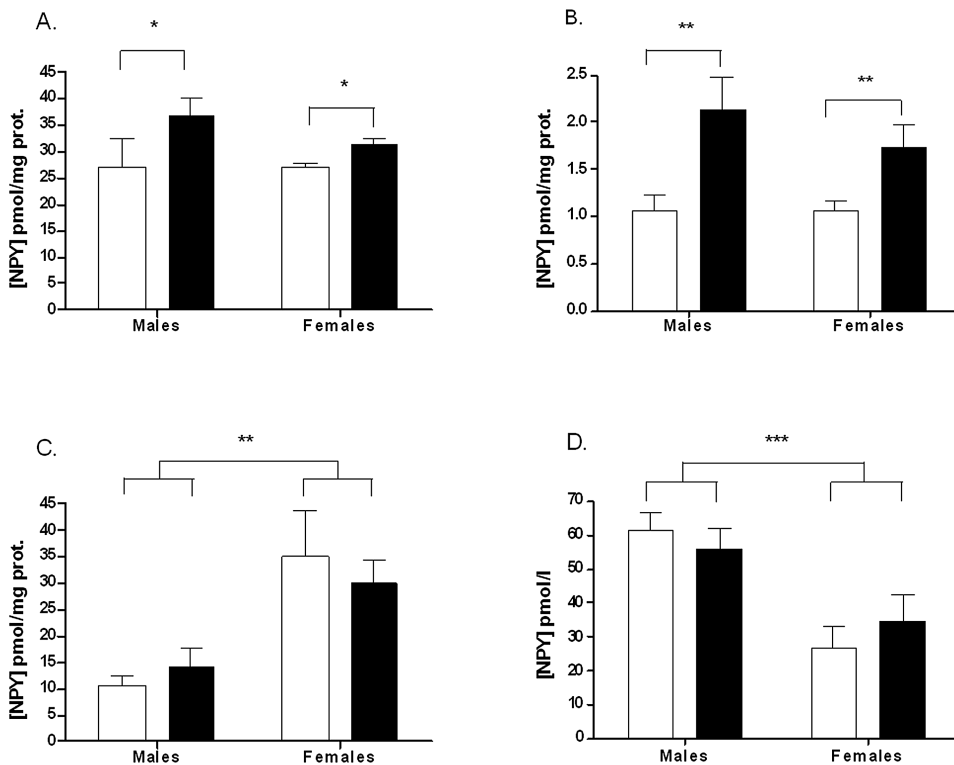 A.
*
*
[NPY] pmol/mg prot.
45
40
35
30
25
20
15
10
5
0
Males
Females
B.
**
**
[NPY] pmol/mg prot.
2.5
2.0
1.5
1.0
0.5
0.0
Males
Females
C.
**
[NPY] pmol/mg prot.
45
40
35
30
25
20
15
10
5
0
Males
Females
D.
***
[NPY] pmol/l
70
60
50
40
30
20
10
0
Males
Females